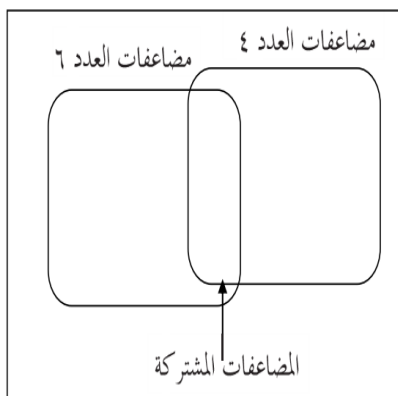 مضاعفات العدد ٤
مضاعفات العدد ٦
المضاعفات المشتركة